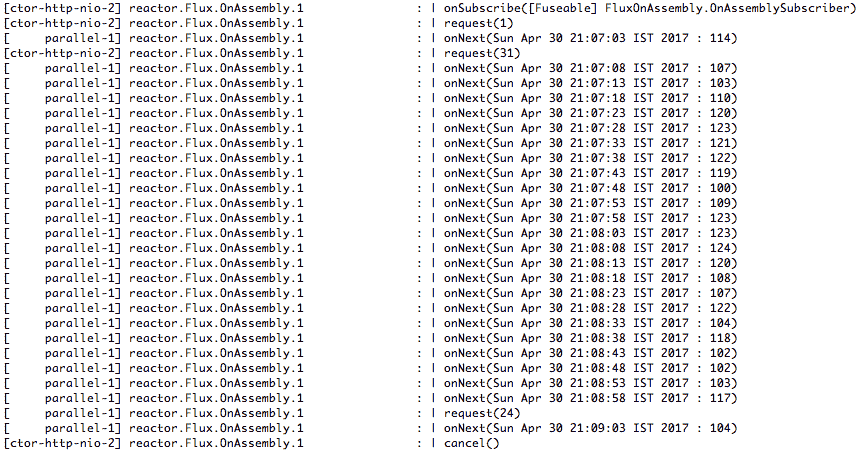 [ctor-http-nio-2] reactor.Flux.OnAssembly.1 : | onSubscribe([Fuseable] FluxOnAssembly.OnAssemblySubscriber)
[ctor-http-nio-2] reactor.Flux.OnAssembly.1 : | request(1)
[ parallel-1] reactor.Flux.OnAssembly.1 : | onNext(Sun Apr 30 21:07:03 IST 2017 : 114)
[ctor-http-nio-2] reactor.Flux.OnAssembly.1 : | request(31)
[ parallel-1] reactor.Flux.OnAssembly.1 : | onNext(Sun Apr 30 21:07:08 IST 2017 : 107)
[ parallel-1] reactor.Flux.OnAssembly.1 : | onNext(Sun Apr 30 21:07:13 IST 2017 : 103)
[ parallel-1] reactor.Flux.OnAssembly.1 : | onNext(Sun Apr 30 21:07:18 IST 2017 : 110)
[ parallel-1] reactor.Flux.OnAssembly.1 : | onNext(Sun Apr 30 21:07:23 IST 2017 : 120)
[ parallel-1] reactor.Flux.OnAssembly.1 : | onNext(Sun Apr 30 21:07:28 IST 2017 : 123)
[ parallel-1] reactor.Flux.OnAssembly.1 : | onNext(Sun Apr 30 21:07:33 IST 2017 : 121)
[ parallel-1] reactor.Flux.OnAssembly.1 : | onNext(Sun Apr 30 21:07:38 IST 2017 : 122)
[ parallel-1] reactor.Flux.OnAssembly.1 : | onNext(Sun Apr 30 21:07:43 IST 2017 : 119)
[ parallel-1] reactor.Flux.OnAssembly.1 : | onNext(Sun Apr 30 21:07:48 IST 2017 : 100)
[ parallel-1] reactor.Flux.OnAssembly.1 : | onNext(Sun Apr 30 21:07:53 IST 2017 : 109)
[ parallel-1] reactor.Flux.OnAssembly.1 : | onNext(Sun Apr 30 21:07:58 IST 2017 : 123)
[ parallel-1] reactor.Flux.OnAssembly.1 : | onNext(Sun Apr 30 21:08:03 IST 2017 : 123)
[ parallel-1] reactor.Flux.OnAssembly.1 : | onNext(Sun Apr 30 21:08:08 IST 2017 : 124)
[ parallel-1] reactor.Flux.OnAssembly.1 : | onNext(Sun Apr 30 21:08:13 IST 2017 : 120)
[ parallel-1] reactor.Flux.OnAssembly.1 : | onNext(Sun Apr 30 21:08:18 IST 2017 : 108)
[ parallel-1] reactor.Flux.OnAssembly.1 : | onNext(Sun Apr 30 21:08:23 IST 2017 : 107)
[ parallel-1] reactor.Flux.OnAssembly.1 : | onNext(Sun Apr 30 21:08:28 IST 2017 : 122)
[ parallel-1] reactor.Flux.OnAssembly.1 : | onNext(Sun Apr 30 21:08:33 IST 2017 : 104)
[ parallel-1] reactor.Flux.OnAssembly.1 : | onNext(Sun Apr 30 21:08:38 IST 2017 : 118)
[ parallel-1] reactor.Flux.OnAssembly.1 : | onNext(Sun Apr 30 21:08:43 IST 2017 : 102)
[ parallel-1] reactor.Flux.OnAssembly.1 : | onNext(Sun Apr 30 21:08:48 IST 2017 : 102)
[ parallel-1] reactor.Flux.OnAssembly.1 : | onNext(Sun Apr 30 21:08:53 IST 2017 : 103)
[ parallel-1] reactor.Flux.OnAssembly.1 : | onNext(Sun Apr 30 21:08:58 IST 2017 : 117)
[ parallel-1] reactor.Flux.OnAssembly.1 : | request(24)
[ parallel-1] reactor.Flux.OnAssembly.1 : | onNext(Sun Apr 30 21:09:03 IST 2017 : 104)
[ctor-http-nio-2] reactor.Flux.OnAssembly.1 : | cancel()